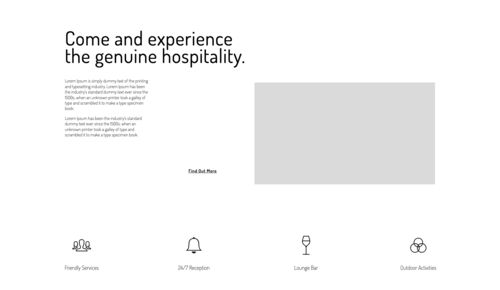 Come and experience
the genuine hospitality.
Lorem Ipsum is simply dummy text of the printing
and typesetting industry. Lorem Ipsum has been
the industry's standard dummy text ever since the
1500s, when an unknown printer took a galley of
type and scrambled it to make a type specimen
book.
Lorem Ipsum has been the industry's standard
dummy text ever since the 1500s, when an
unknown printer took a galley of type and
scrambled it to make a type specimen book.
Find Out More
Friendly Services
24/7 Reception
Lounge Bar
Outdoor Activities